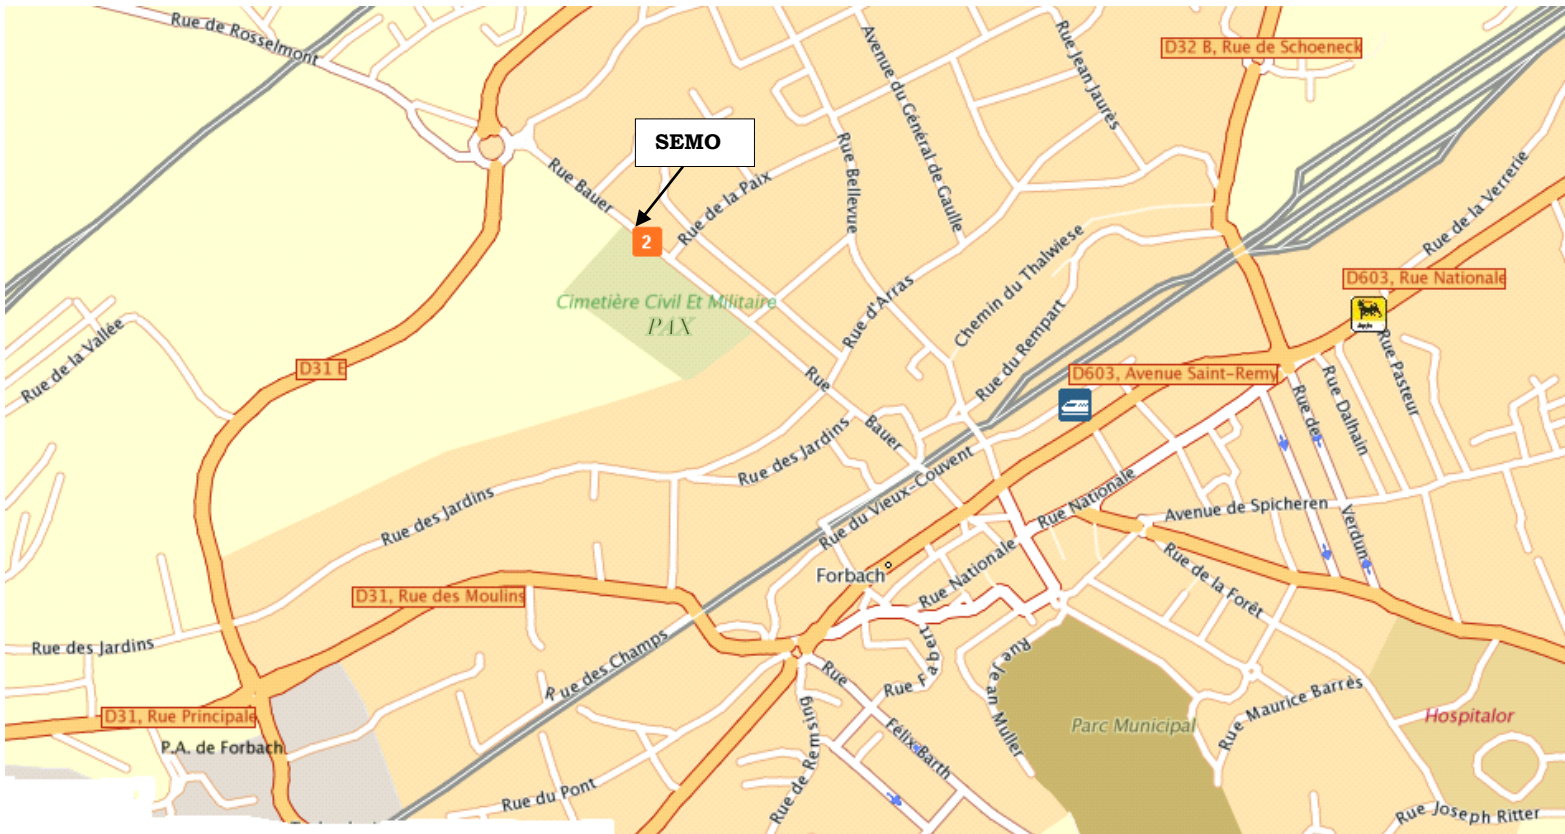 Rue de Rosselmont
Avenue du Général de Gaulle
Rue Jean Jaurès
D32 B, Rue de Schoeneck
SEMO
Rue Bauer
Rue de la Paix
Rue Bellevue
2
Rue de la Verrerie
Chemin du Thalwiese
D603, Rue Nationale
Cimetière Civil Et Militaire
PAX
Rue d'Arras
Rue du Rempart
Rue de la Vallée
D31 E
Rue Pasteur
D603, Avenue Saint-Remy
Rue Dalhain
Rue de
Verdun
Rue
Bauer
Rue des Jardins
Rue des Jardins
Rue du Vieux-Couvent
Rue Nationale
Avenue de Spicheren
Forbach
Rue Nationale
Rue de la Forêt
D31, Rue des Moulins
Rue des Jardins
Rue des Champs
Rue Jean Muller
Rue
Félix-Barth
Rue Maurice Barrès
D31, Rue Principale
P.A. de Forbach
Parc Municipal
Hospitalor
Rue du Pont
Rue Joseph Ritter